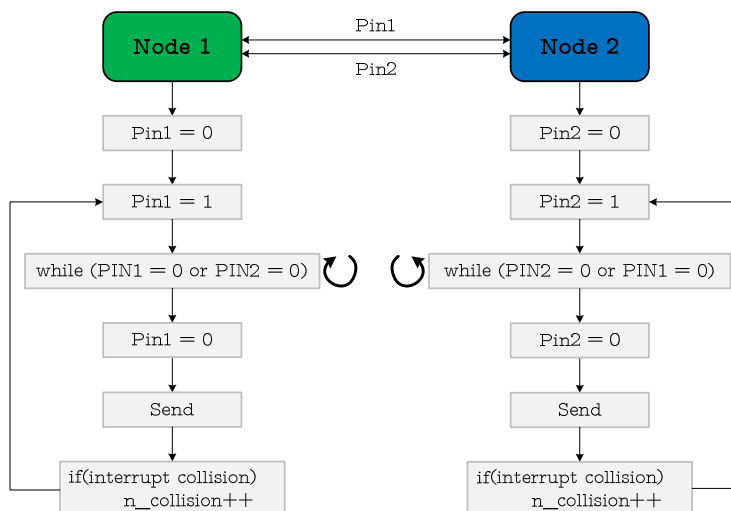 Node 1
Pin1
Pin2
Node 2
Pin1 = 0
Pin1 = 1
while (PIN1 = 0 or PIN2 = 0)
Pin1 = 0
Send
if(interrupt collision)
n_collision++
Pin2 = 0
Pin2 = 1
while (PIN2 = 0 or PIN1 = 0)
Pin2 = 0
Send
if(interrupt collision)
n_collision++